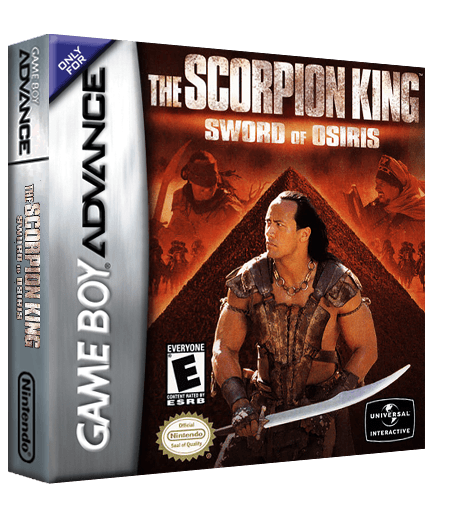 GAME BOY ADVANCE
THE SCORPION KING
SWORD OF OSIRIS
Nintendo
ONLY
FOR
GAME BOY ADVANCE
THE SCORPION KING™
SWORD OF OSIRIS
EVERYONE
E
CONTENT RATED BY
ESRB
Official
Nintendo
Seal of Quality
UNIVERSAL
INTERACTIVE